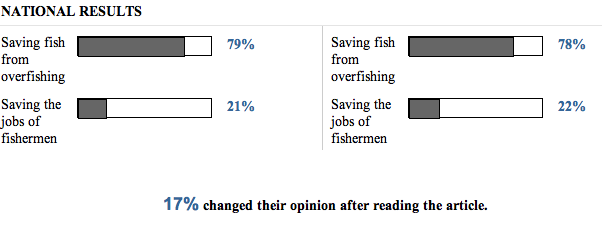 NATIONAL RESULTS
Saving fish
from
overfishing
79%
Saving the
jobs of
fishermen
21%
Saving fish
from
overfishing
78%
Saving the
jobs of
fishermen
22%
17% changed their opinion after reading the article.